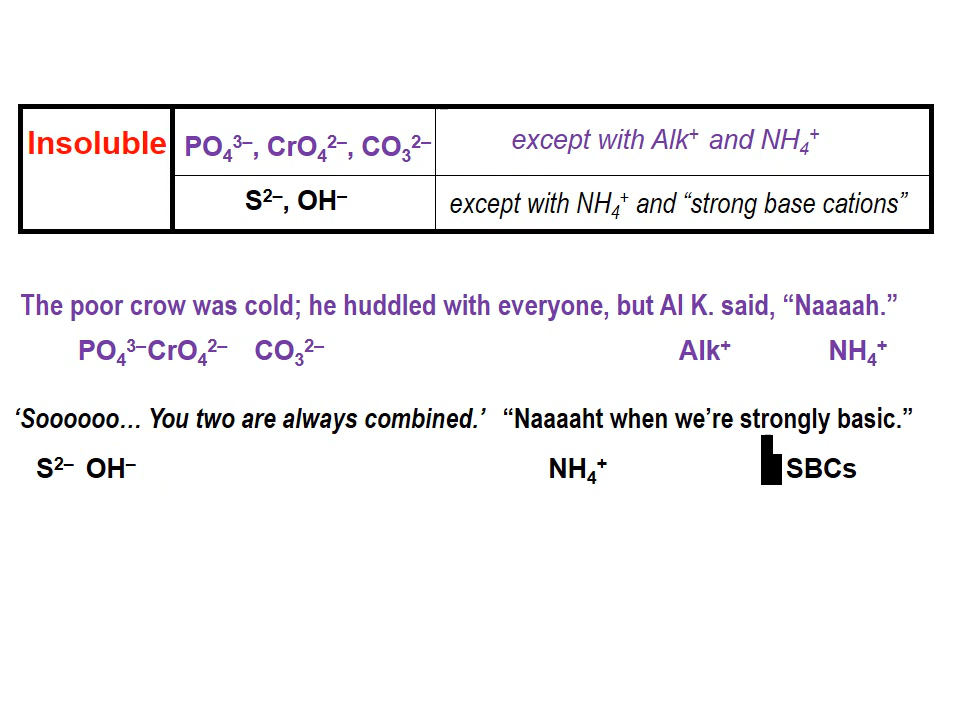 Insoluble PO₄³⁻, CrO₄²⁻, CO₃²⁻ except with Alk⁺ and NH₄⁺
S²⁻, OH⁻ except with NH₄⁺ and “strong base cations”
The poor crow was cold; he huddled with everyone, but Al K. said, “Naaaah.”
PO₄³⁻CrO₄²⁻ CO₃²⁻ Alk⁺ NH₄⁺
‘Soooooo… You two are always combined.’ “Naaaaht when we’re strongly basic.”
S²⁻ OH⁻ NH₄⁺ SBCs